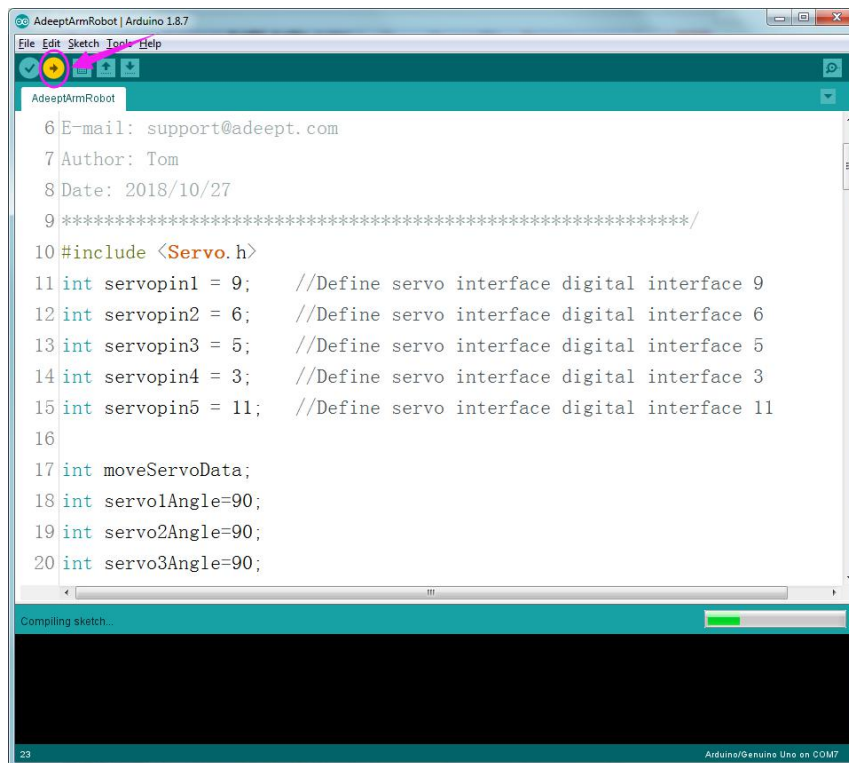 AdeeptArmRobot | Arduino 1.8.7
File Edit Sketch Tools Help
AdeeptArmRobot
6 E-mail: support@adeept.com
7 Author: Tom
8 Date: 2018/10/27
9 ***********************************************************/
10 #include <Servo.h>
11 int servopin1 = 9;    //Define servo interface digital interface 9
12 int servopin2 = 6;    //Define servo interface digital interface 6
13 int servopin3 = 5;    //Define servo interface digital interface 5
14 int servopin4 = 3;    //Define servo interface digital interface 3
15 int servopin5 = 11;   //Define servo interface digital interface 11
16
17 int moveServoData;
18 int servo1Angle=90;
19 int servo2Angle=90;
20 int servo3Angle=90;
Compiling sketch...
23 Arduino/Genuino Uno on COM7